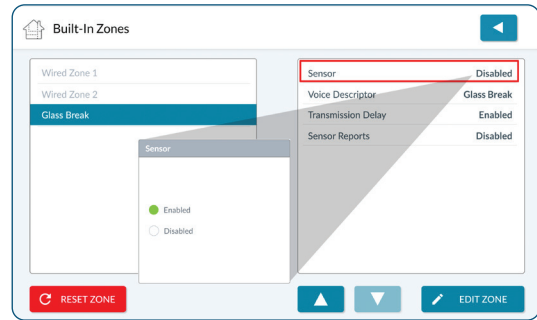 Built-In Zones
Wired Zone 1
Wired Zone 2
Glass Break
Sensor Disabled
Voice Descriptor Glass Break
Transmission Delay Enabled
Sensor Reports Disabled
Sensor
Enabled
Disabled
RESET ZONE
EDIT ZONE